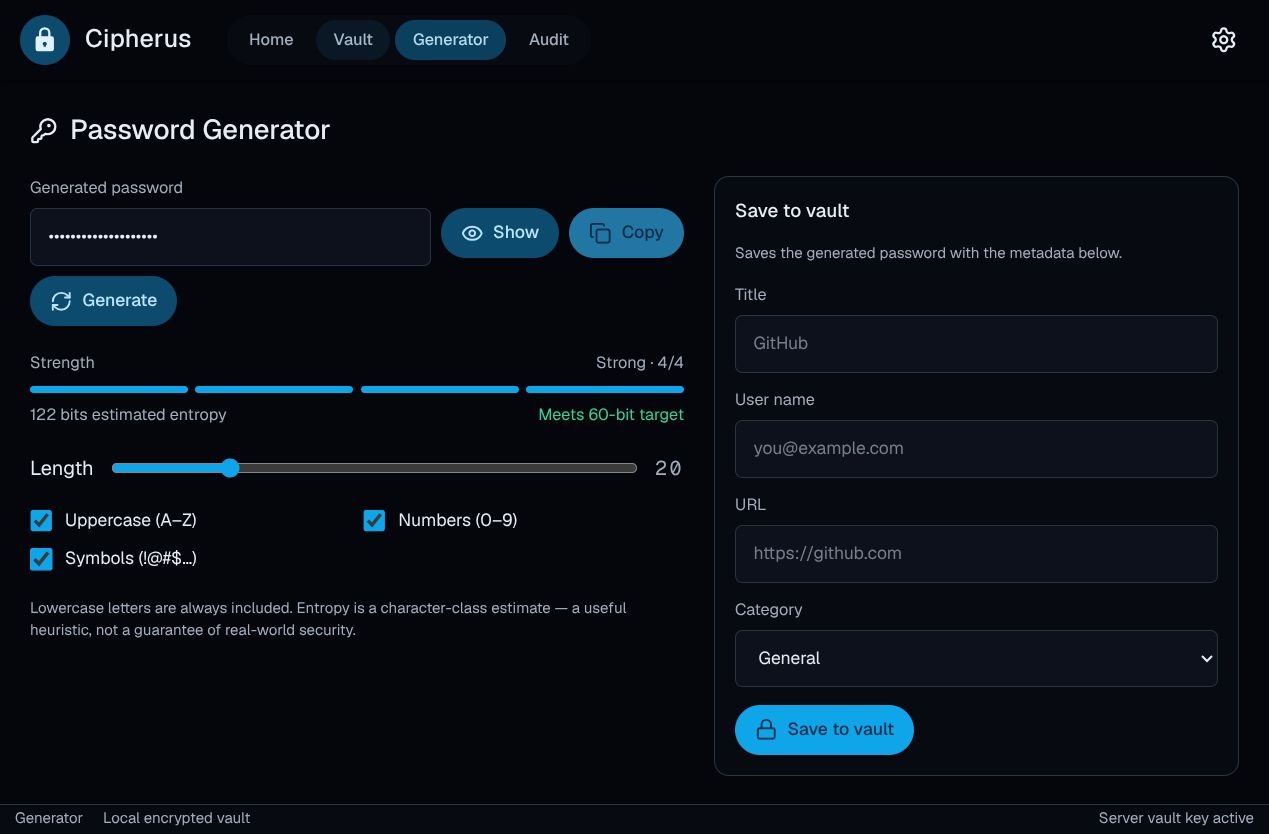 Cipherus
Home
Vault
Generator
Audit
Password Generator
Generated password
••••••••••••••••••••
Show
Copy
Generate
Strength
Strong · 4/4
122 bits estimated entropy
Meets 60-bit target
Length
20
Uppercase (A–Z)
Numbers (0–9)
Symbols (!@#$…)
Lowercase letters are always included. Entropy is a character-class estimate — a useful
heuristic, not a guarantee of real-world security.
Save to vault
Saves the generated password with the metadata below.
Title
GitHub
User name
you@example.com
URL
https://github.com
Category
General
Save to vault
Generator
Local encrypted vault
Server vault key active